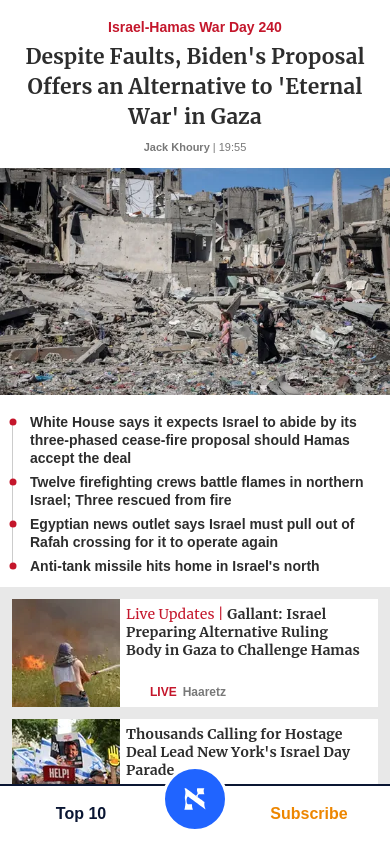 Israel-Hamas War Day 240
Despite Faults, Biden's Proposal
Offers an Alternative to 'Eternal
War' in Gaza
Jack Khoury | 19:55
White House says it expects Israel to abide by its
three-phased cease-fire proposal should Hamas
accept the deal
Twelve firefighting crews battle flames in northern
Israel; Three rescued from fire
Egyptian news outlet says Israel must pull out of
Rafah crossing for it to operate again
Anti-tank missile hits home in Israel's north
Live Updates | Gallant: Israel
Preparing Alternative Ruling
Body in Gaza to Challenge Hamas
LIVE Haaretz
HELP!
Thousands Calling for Hostage
Deal Lead New York's Israel Day
Parade
Top 10
א
Subscribe